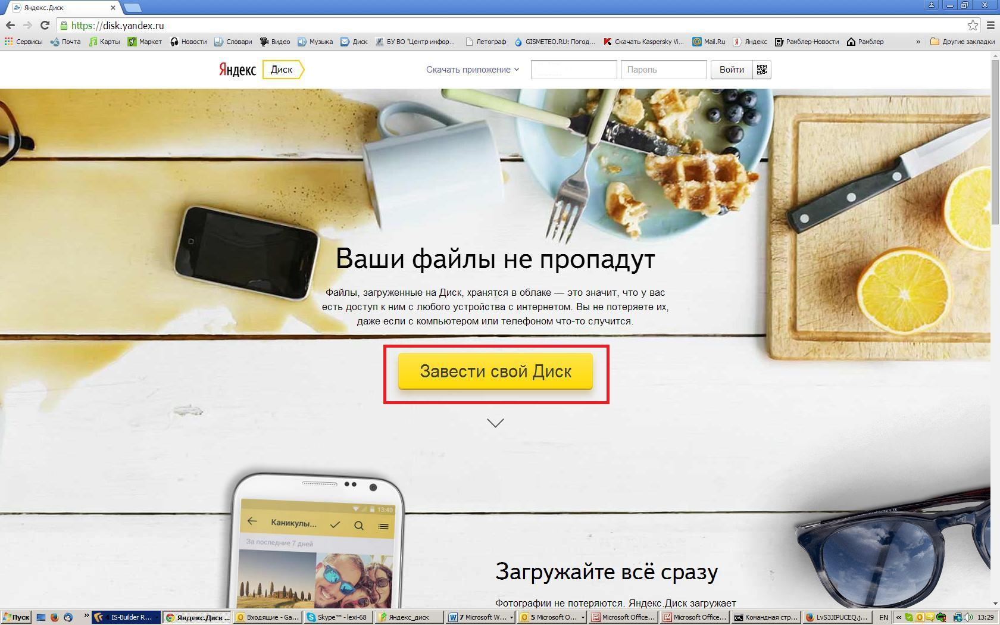 Яндекс.Диск
https://disk.yandex.ru
Сервисы Почта Карты Маркет Новости Словари Видео Музыка Диск БУ ВО "Центр инфор... Летограф GISMETEO.RU: Погод... Скачать Kaspersky Vi... Mail.Ru Яндекс Рамблер-Новости Рамблер » Другие закладки
Яндекс Диск Скачать приложение Пароль Войти
Ваши файлы не пропадут
Файлы, загруженные на Диск, хранятся в облаке — это значит, что у вас
есть доступ к ним с любого устройства с интернетом. Вы не потеряете их,
даже если с компьютером или телефоном что-то случится.
Завести свой Диск
13:40
Каникулы...
За последние 7 дней
Загружайте всё сразу
Фотографии не потеряются. Яндекс.Диск загружает
Пуск » 4 IS-Builder R... Яндекс.Диск ... Входящие - Ga... Skype™ - lexi-68 Яндекс_диск 7 Microsoft W... 5 Microsoft O... Microsoft Office... Microsoft Office... Командная стр... LvS3JIPUCEQ.j... EN « 13:29